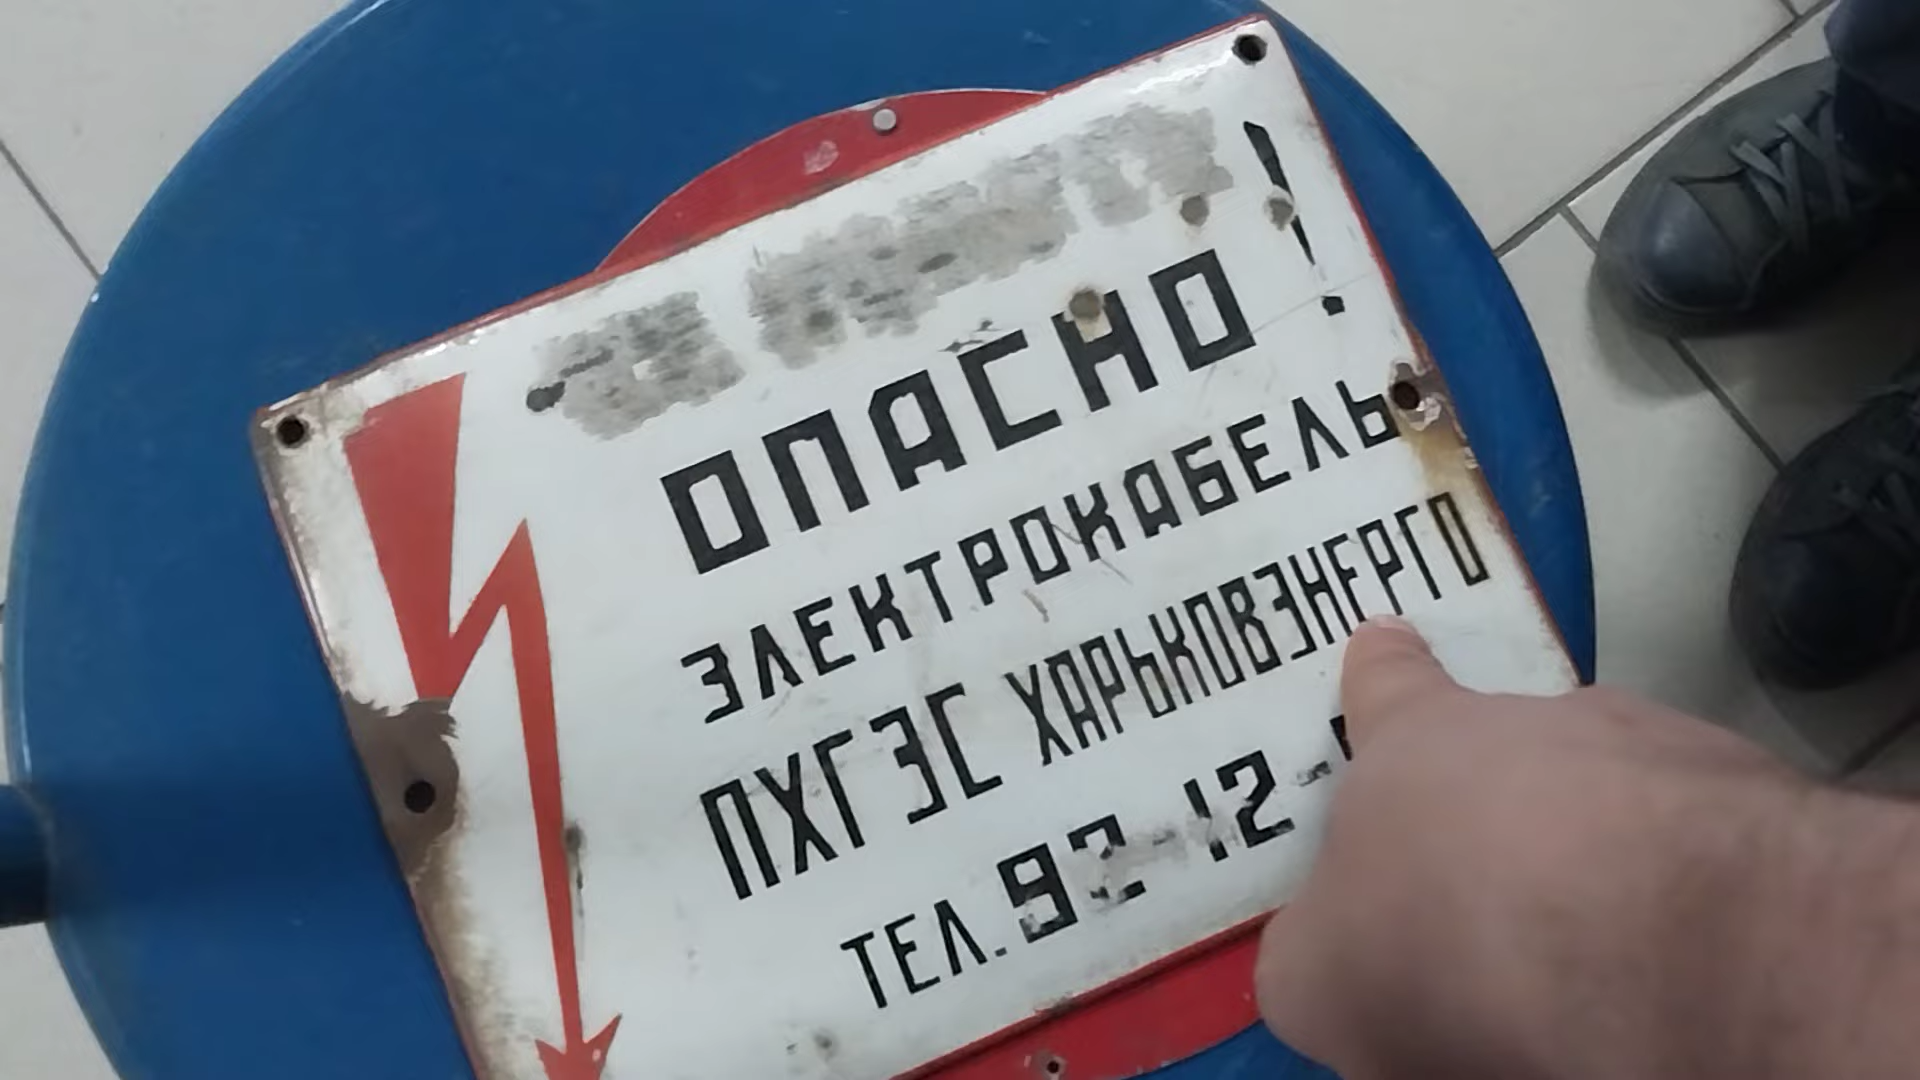 ОПАСНО!
ЭЛЕКТРОКАБЕЛЬ
ПХГЭС ХАРЬКОВЭНЕРГО
ТЕЛ. 92-12-